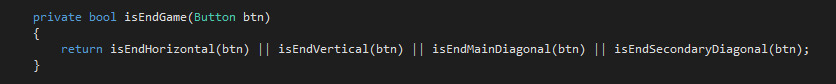 private bool isEndGame(Button btn)
{
return isEndHorizontal(btn) || isEndVertical(btn) || isEndMainDiagonal(btn) || isEndSecondaryDiagonal(btn);
}